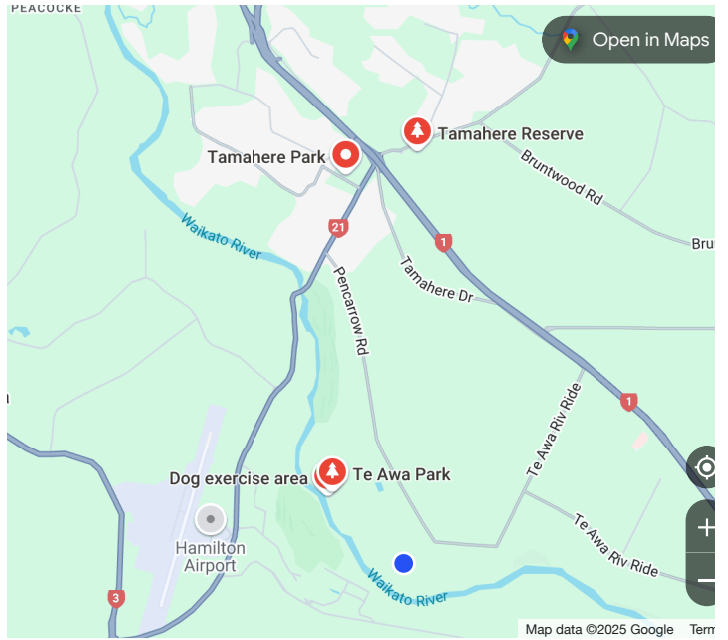 PEACOCKE
Open in Maps
Tamahere Reserve
Tamahere Park
Bruntwood Rd
Waikato River
21
1
Bru
Tamahere Dr
Pencarrow Rd
1
Te Awa Riv Ride
Dog exercise area
Te Awa Park
Hamilton
Airport
Te Awa Riv Ride
3
Waikato River
Map data ©2025 Google
Term